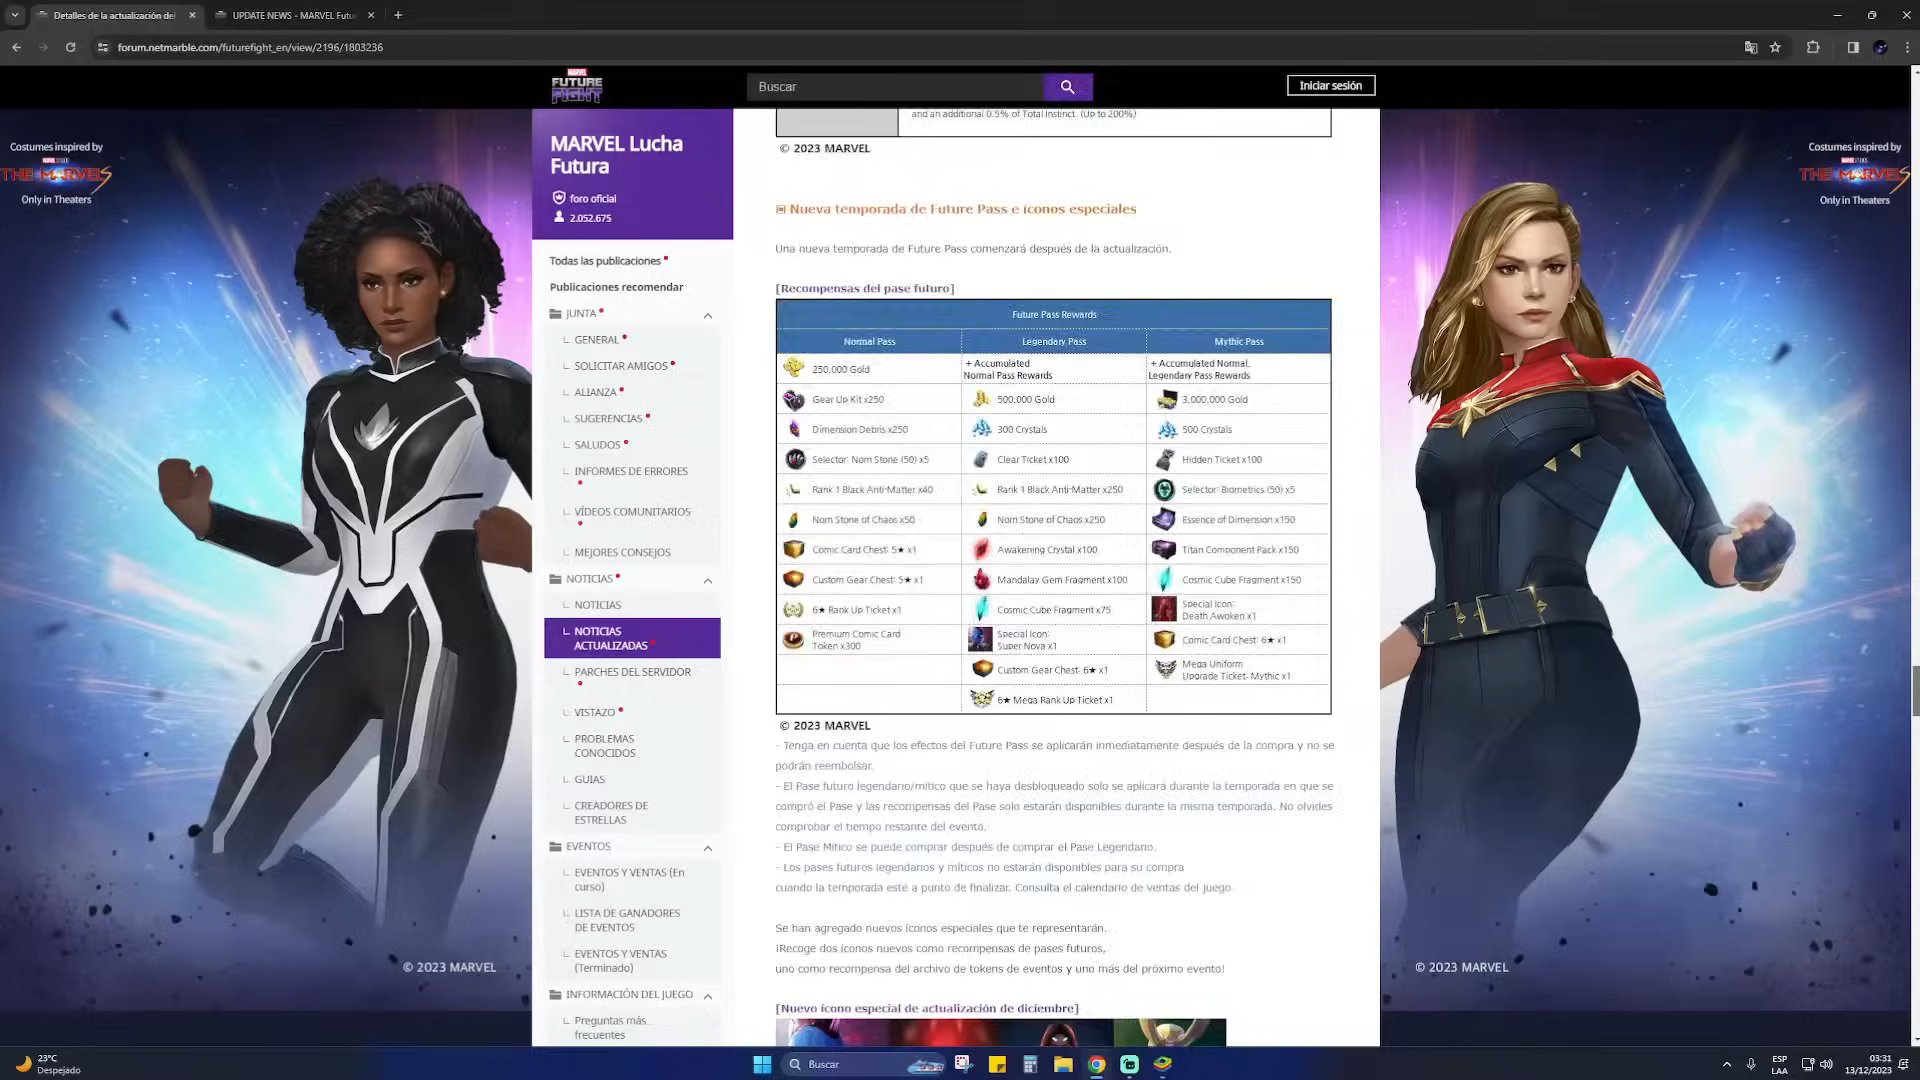 Detalles de la actualización del
UPDATE NEWS - MARVEL Futu
forum.netmarble.com/futurefight_en/view/2196/1803236
MARVEL
FUTURE
FIGHT
Buscar
Iniciar sesión
Costumes inspired by
MARVEL STUDIOS
THE MARVELS
Only in Theaters
Costumes inspired by
THE MARVELS
Only in Theaters
MARVEL Lucha
Futura
foro oficial
2.052.675
Todas las publicaciones
Publicaciones recomendar
JUNTA
GENERAL
SOLICITAR AMIGOS
ALIANZA
SUGERENCIAS
SALUDOS
INFORMES DE ERRORES
VÍDEOS COMUNITARIOS
MEJORES CONSEJOS
NOTICIAS
NOTICIAS
NOTICIAS
ACTUALIZADAS
PARCHES DEL SERVIDOR
VISTAZO
PROBLEMAS
CONOCIDOS
GUIAS
CREADORES DE
ESTRELLAS
EVENTOS
EVENTOS Y VENTAS (En
curso)
LISTA DE GANADORES
DE EVENTOS
EVENTOS Y VENTAS
(Terminado)
INFORMACIÓN DEL JUEGO
Preguntas más
frecuentes
and an additional 0.5% of Total Instinct. (Up to 200%)
© 2023 MARVEL
▣ Nueva temporada de Future Pass e íconos especiales
Una nueva temporada de Future Pass comenzará después de la actualización.
[Recompensas del pase futuro]
Future Pass Rewards
Normal Pass Legendary Pass Mythic Pass
250,000 Gold
+ Accumulated
Normal Pass Rewards
+ Accumulated Normal,
Legendary Pass Rewards
Gear Up Kit x250 500,000 Gold 3,000,000 Gold
Dimension Debris x250 300 Crystals 500 Crystals
Selector: Norn Stone (50) x5 Clear Ticket x100 Hidden Ticket x100
Rank 1 Black Anti-Matter x40 Rank 1 Black Anti-Matter x250 Selector: Biometrics (50) x5
Norn Stone of Chaos x50 Norn Stone of Chaos x250 Essence of Dimension x150
Comic Card Chest: 5★ x1 Awakening Crystal x100 Titan Component Pack x150
Custom Gear Chest: 5★ x1 Mandalay Gem Fragment x100 Cosmic Cube Fragment x150
6★ Rank Up Ticket x1 Cosmic Cube Fragment x75
Special Icon:
Death Awoken x1
Premium Comic Card
Token x300
Special Icon:
Super Nova x1
Comic Card Chest: 6★ x1
Custom Gear Chest: 6★ x1
Mega Uniform
Upgrade Ticket: Mythic x1
6★ Mega Rank Up Ticket x1
© 2023 MARVEL
- Tenga en cuenta que los efectos del Future Pass se aplicarán inmediatamente después de la compra y no se
podrán reembolsar.
- El Pase futuro legendario/mítico que se haya desbloqueado solo se aplicará durante la temporada en que se
compró el Pase y las recompensas del Pase solo estarán disponibles durante la misma temporada. No olvides
comprobar el tiempo restante del evento.
- El Pase Mítico se puede comprar después de comprar el Pase Legendario.
- Los pases futuros legendarios y míticos no estarán disponibles para su compra
cuando la temporada esté a punto de finalizar. Consulta el calendario de ventas del juego.
Se han agregado nuevos íconos especiales que te representarán.
¡Recoge dos íconos nuevos como recompensas de pases futuros,
uno como recompensa del archivo de tokens de eventos y uno más del próximo evento!
[Nuevo ícono especial de actualización de diciembre]
© 2023 MARVEL
© 2023 MARVEL
23°C
Despejado
Buscar
ESP
LAA
03:31
13/12/2023